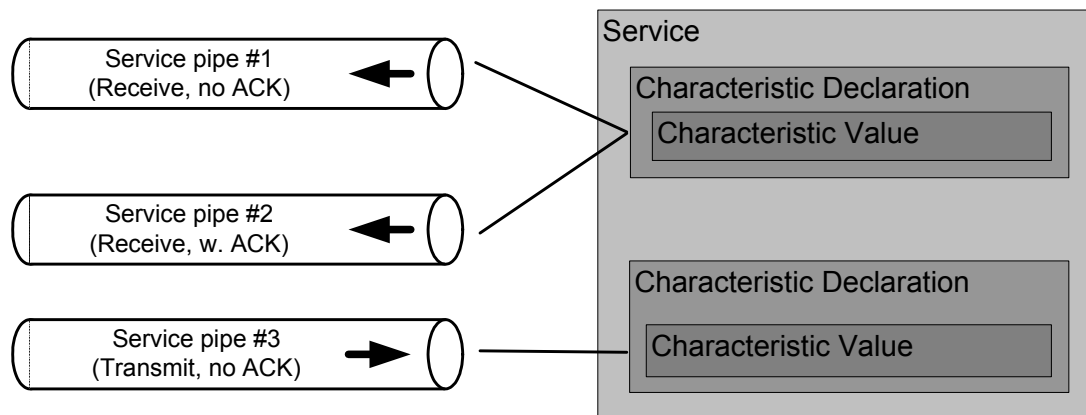 Service pipe #1
(Receive, no ACK)
Service pipe #2
(Receive, w. ACK)
Service pipe #3
(Transmit, no ACK)
Service
Characteristic Declaration
Characteristic Value
Characteristic Declaration
Characteristic Value